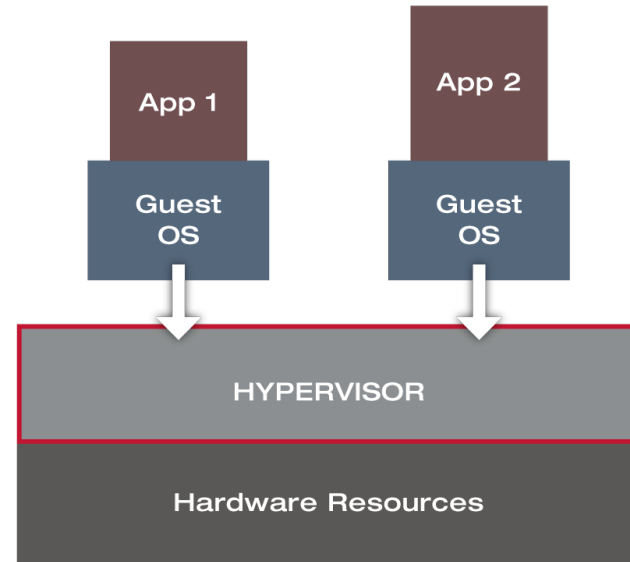 App 1
App 2
Guest
OS
Guest
OS
HYPERVISOR
Hardware Resources